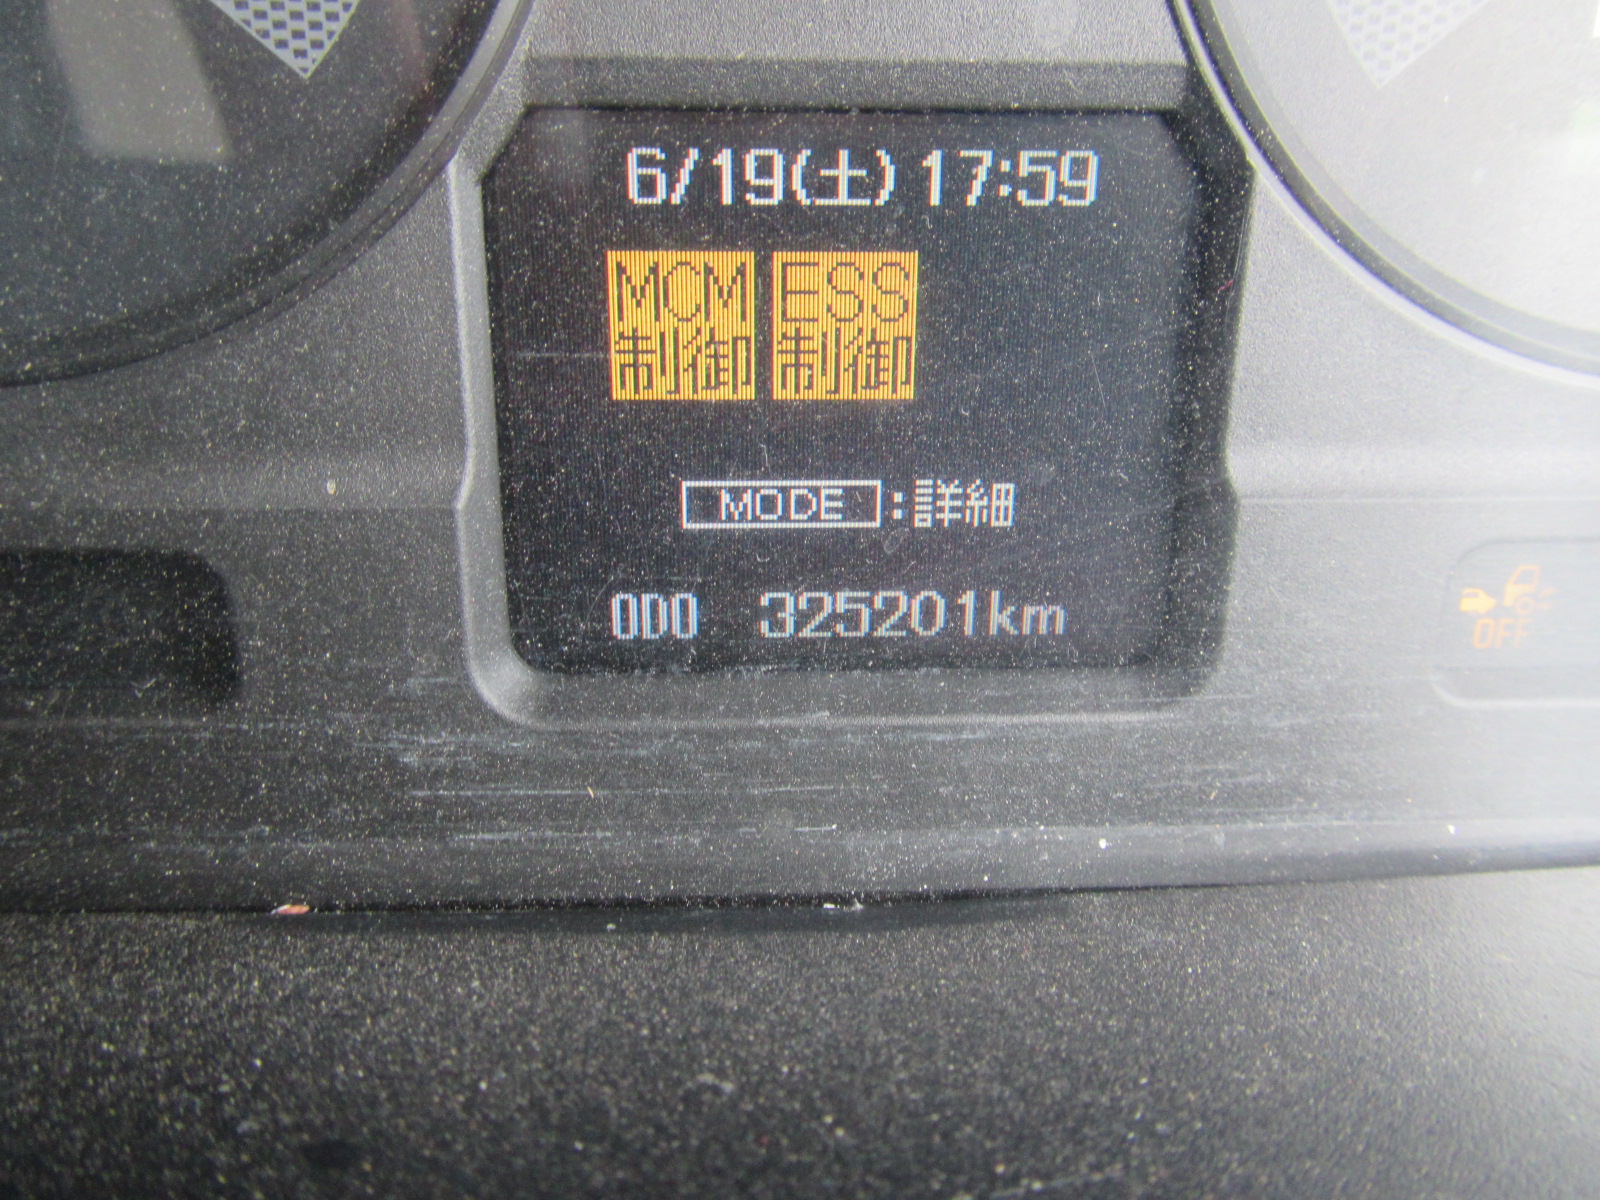 6/19(土) 17:59
MCM ESS
制御 制御
MODE :詳細
ODO 325201km
OFF